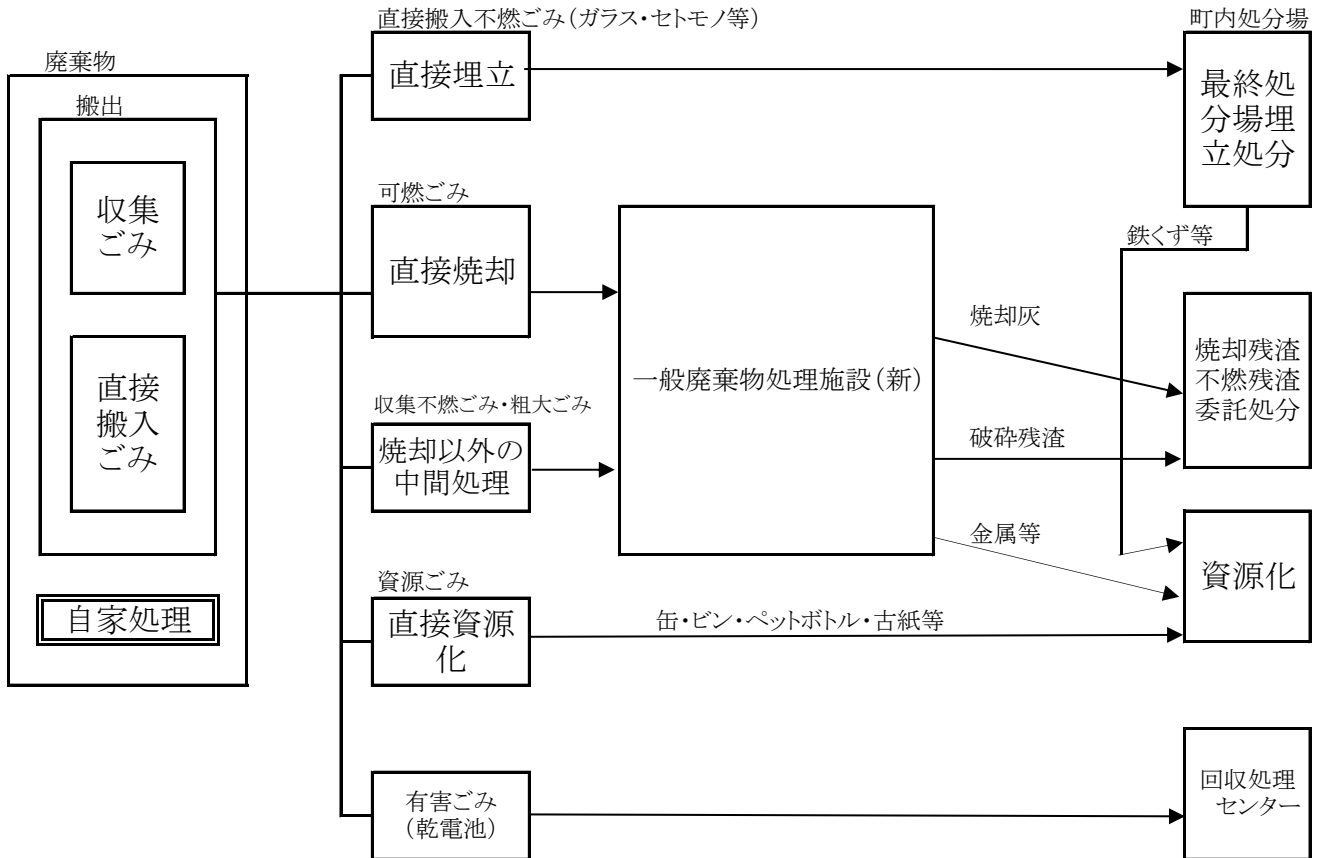 直接搬入不燃ごみ（ガラス・セトモノ等）
町内処分場
廃棄物
直接埋立
最終処
分場埋
立処分
搬出
収集
ごみ
可燃ごみ
直接焼却
鉄くず等
焼却灰
焼却残渣
不燃残渣
委託処分
直接
搬入
ごみ
一般廃棄物処理施設（新）
収集不燃ごみ・粗大ごみ
焼却以外の
中間処理
破砕残渣
金属等
資源化
資源ごみ
自家処理
直接資源
化
缶・ビン・ペットボトル・古紙等
有害ごみ
（乾電池）
回収処理
センター